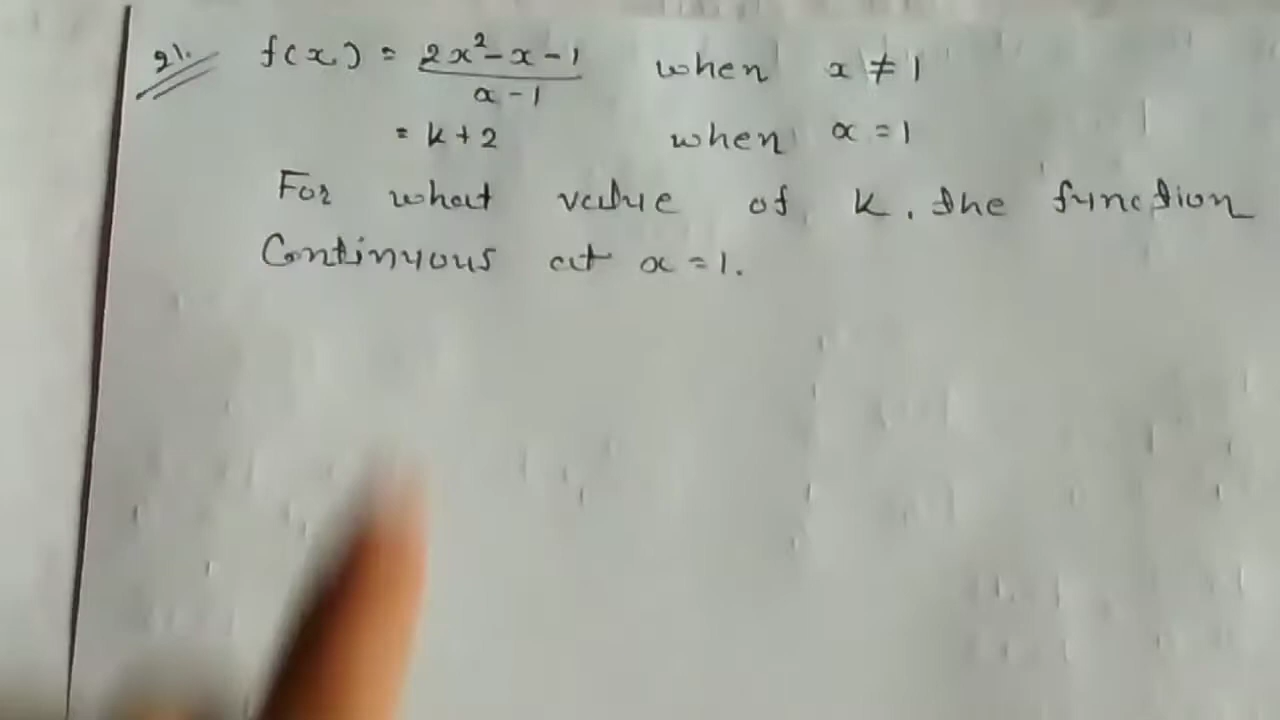 21. f(x) = 2x²-x-1 / x-1 when x ≠ 1
= k+2 when x = 1
For what value of K, the function
Continuous at x = 1.